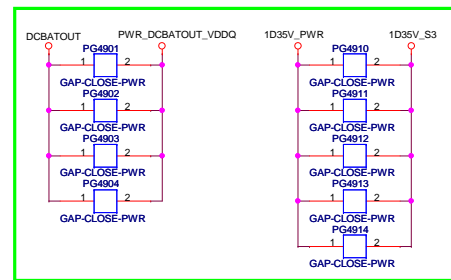 DCBATOUT PWR_DCBATOUT_VDDQ
PG4901
1 2
GAP-CLOSE-PWR
PG4902
1 2
GAP-CLOSE-PWR
PG4903
1 2
GAP-CLOSE-PWR
PG4904
1 2
GAP-CLOSE-PWR
1D35V_PWR 1D35V_S3
PG4910
1 2
GAP-CLOSE-PWR
PG4911
1 2
GAP-CLOSE-PWR
PG4912
1 2
GAP-CLOSE-PWR
PG4913
1 2
GAP-CLOSE-PWR
PG4914
1 2
GAP-CLOSE-PWR